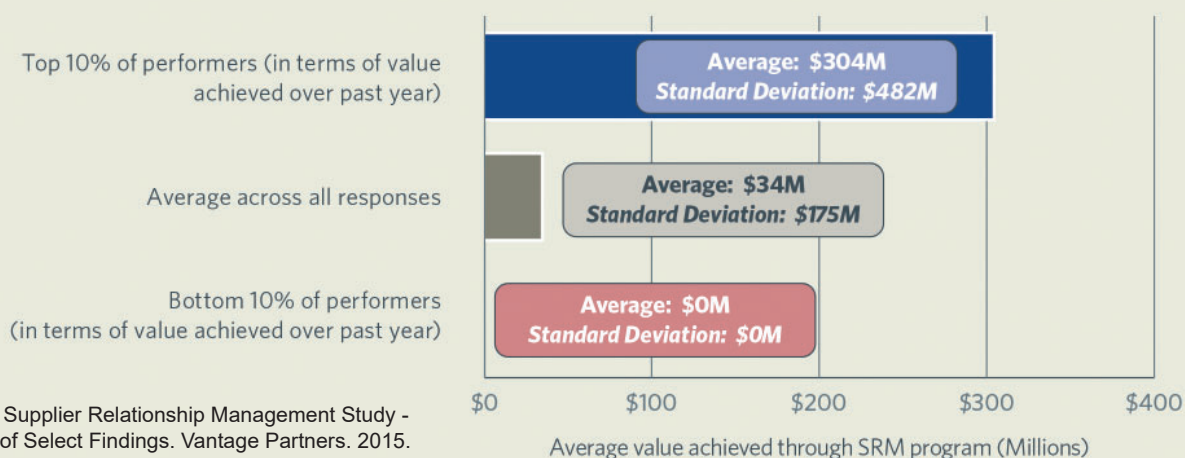 Top 10% of performers (in terms of value
achieved over past year)
Average: $304M
Standard Deviation: $482M
Average across all responses
Average: $34M
Standard Deviation: $175M
Bottom 10% of performers
(in terms of value achieved over past year)
Average: $0M
Standard Deviation: $0M
$0 $100 $200 $300 $400
Average value achieved through SRM program (Millions)
Supplier Relationship Management Study -
of Select Findings. Vantage Partners. 2015.